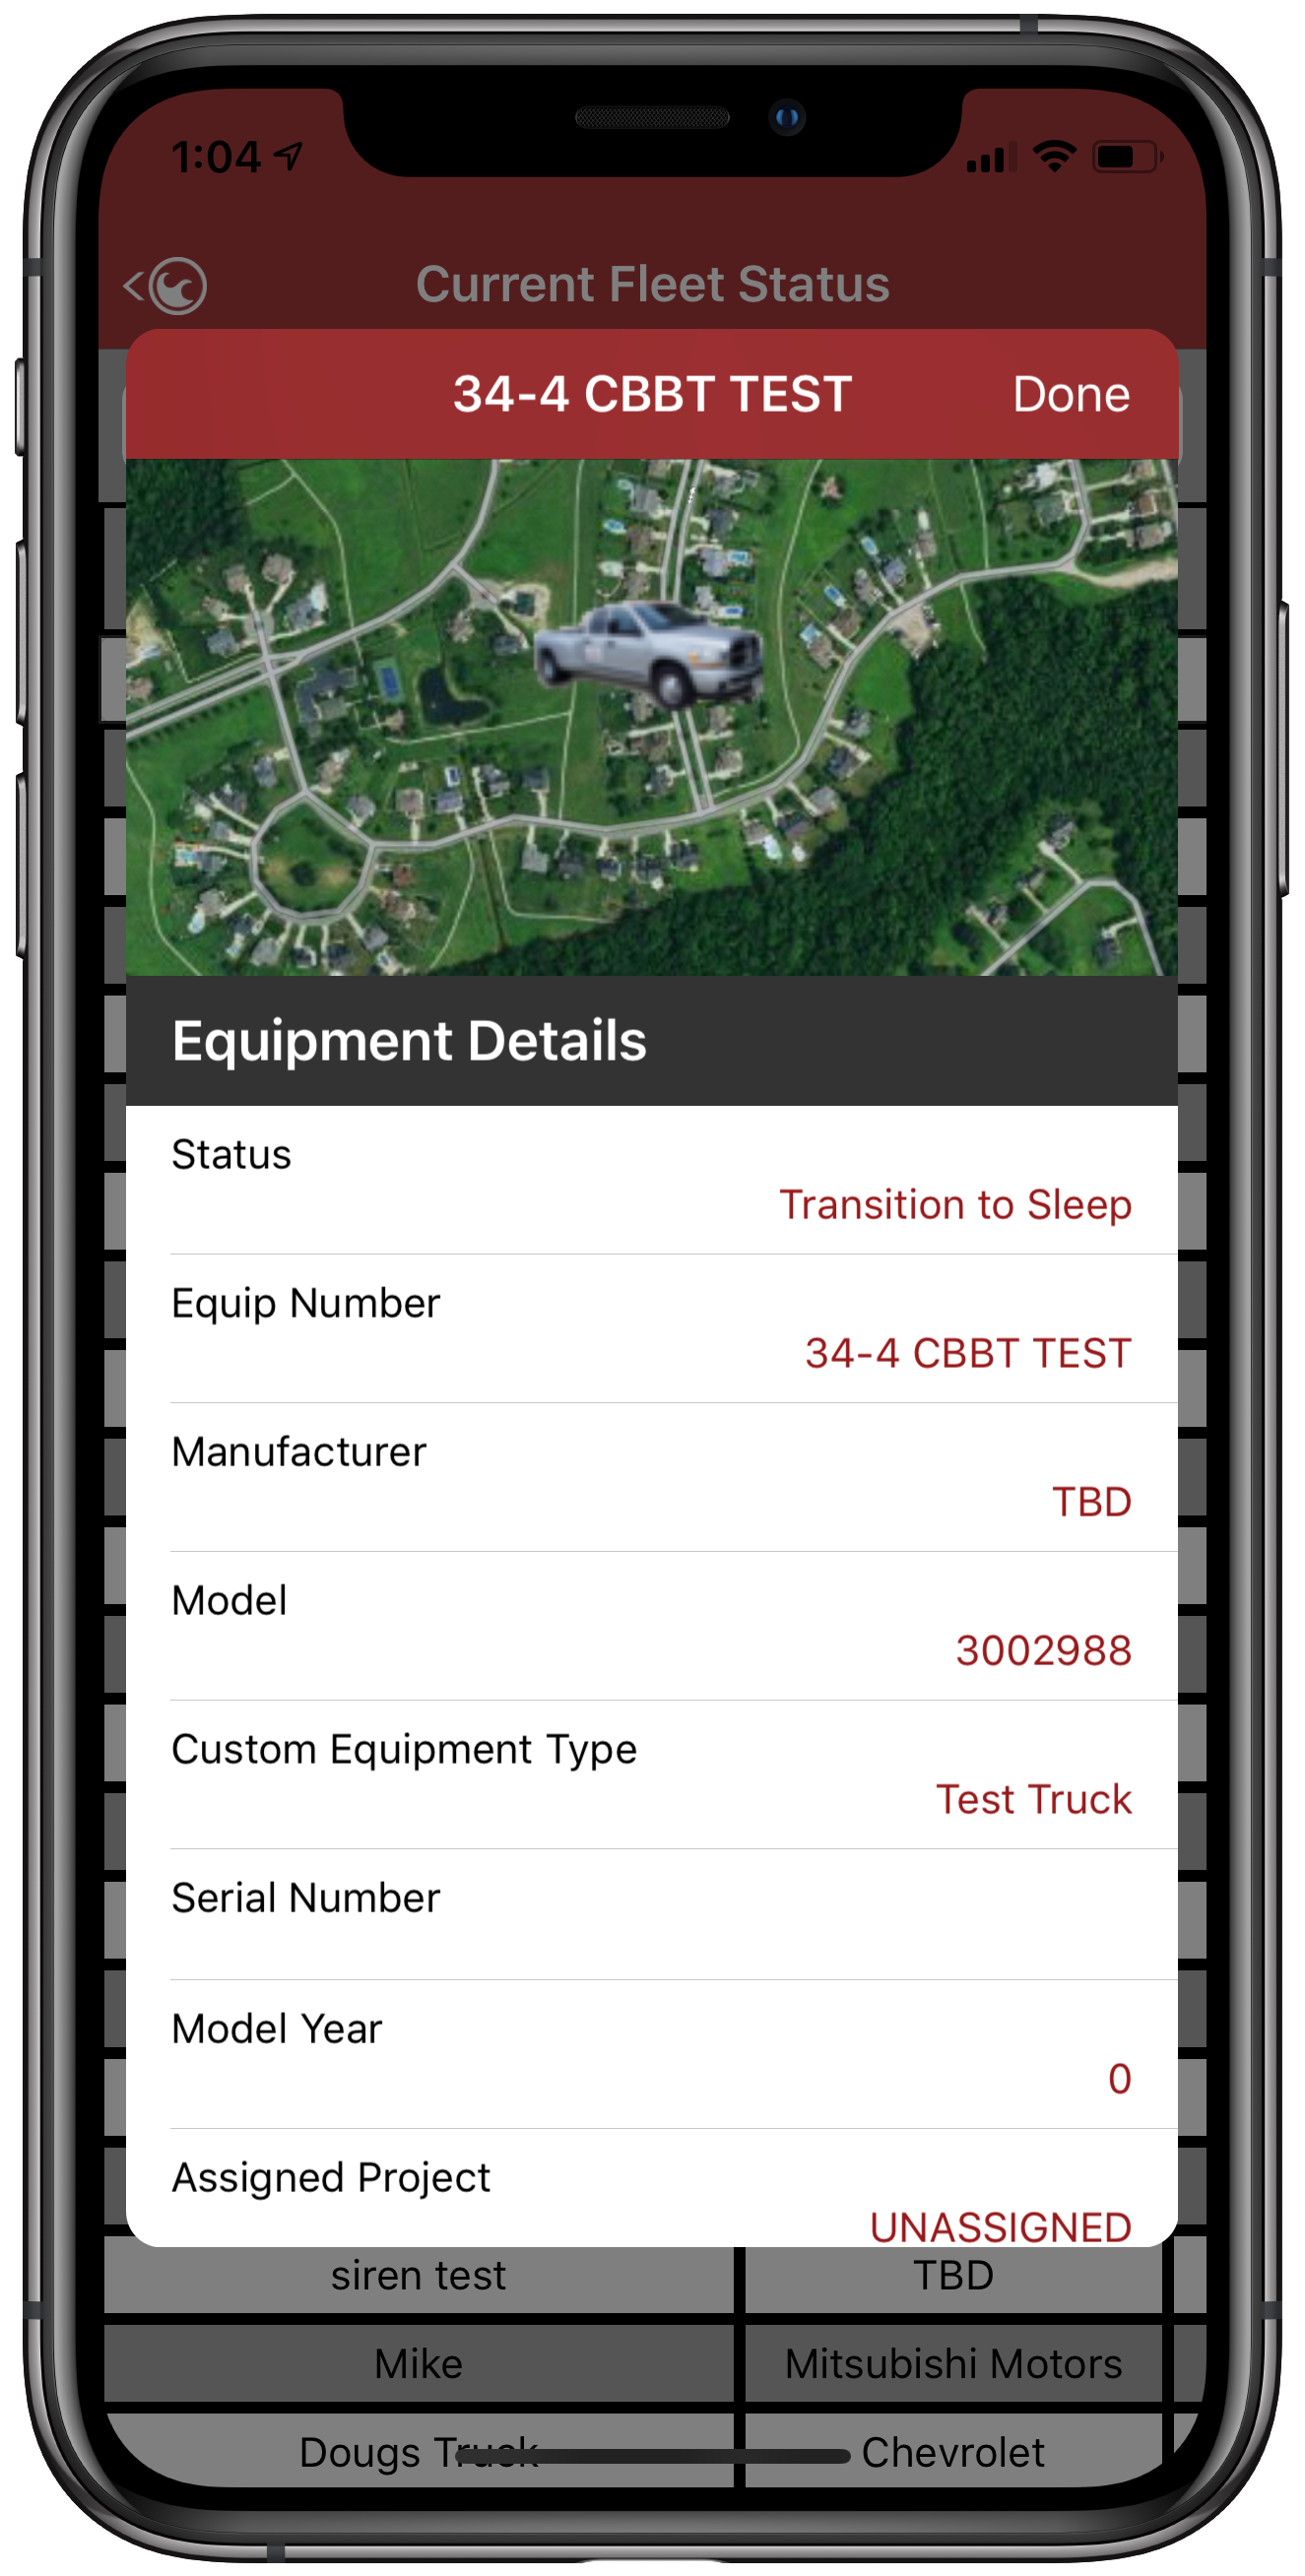 1:04
Current Fleet Status
34-4 CBBT TEST
Done
Equipment Details
Status
Transition to Sleep
Equip Number
34-4 CBBT TEST
Manufacturer
TBD
Model
3002988
Custom Equipment Type
Test Truck
Serial Number
Model Year
0
Assigned Project
UNASSIGNED
siren test TBD
Mike Mitsubishi Motors
Dougs Truck Chevrolet